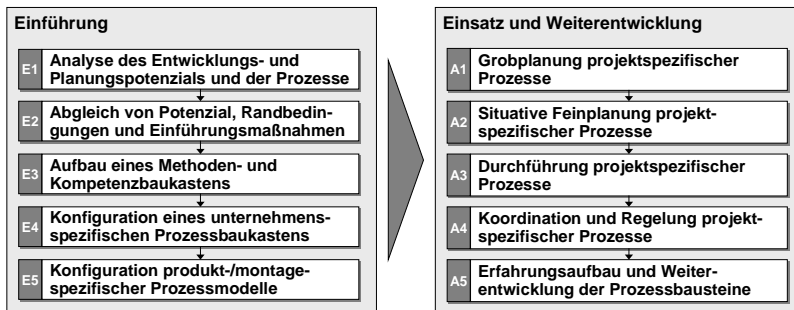 Einführung
E1
Analyse des Entwicklungs- und
Planungspotenzials und der Prozesse
E2
Abgleich von Potenzial, Randbedin-
gungen und Einführungsmaßnahmen
E3
Aufbau eines Methoden- und
Kompetenzbaukastens
E4
Konfiguration eines unternehmens-
spezifischen Prozessbaukastens
E5
Konfiguration produkt-/montage-
spezifischer Prozessmodelle
Einsatz und Weiterentwicklung
A1
Grobplanung projektspezifischer
Prozesse
A2
Situative Feinplanung projekt-
spezifischer Prozesse
A3
Durchführung projektspezifischer
Prozesse
A4
Koordination und Regelung projekt-
spezifischer Prozesse
A5
Erfahrungsaufbau und Weiter-
entwicklung der Prozessbausteine